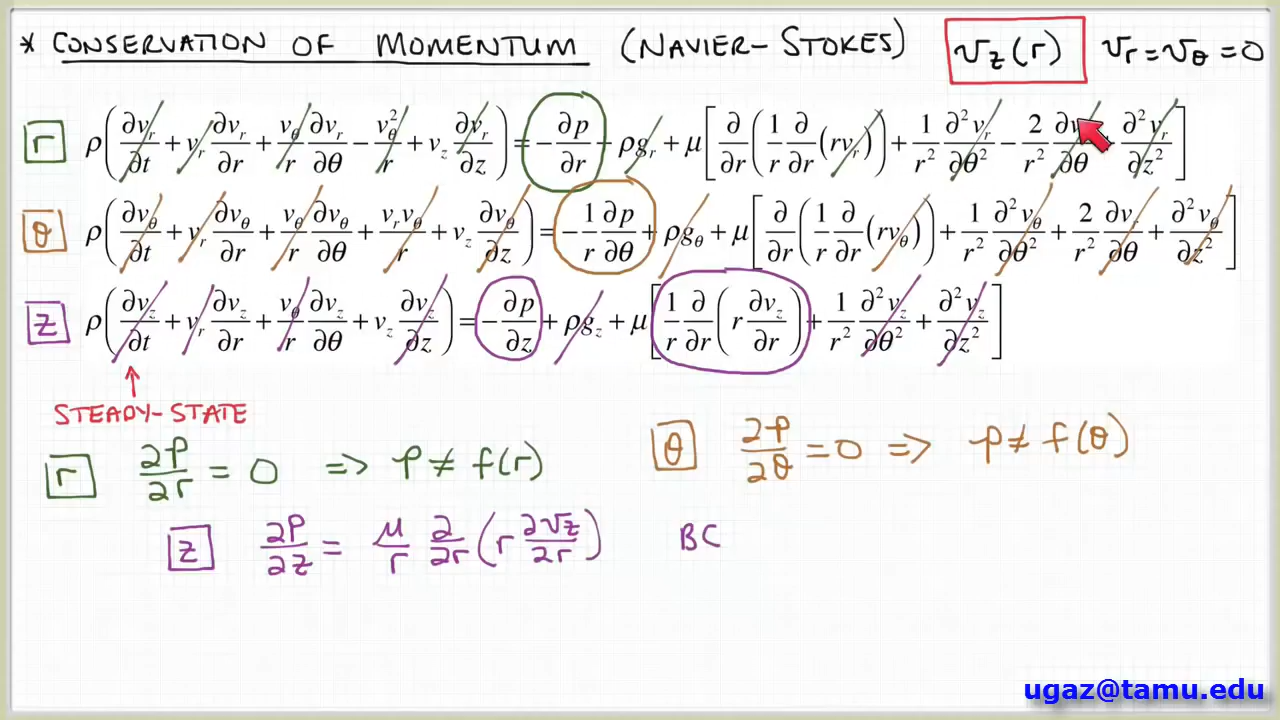 * CONSERVATION OF MOMENTUM (NAVIER-STOKES) v_z(r) v_r = v_θ = 0
r ρ(∂v_r/∂t + v_r ∂v_r/∂r + v_θ/r ∂v_r/∂θ − v_θ²/r + v_z ∂v_r/∂z) = −∂p/∂r + ρg_r + μ[∂/∂r(1/r ∂/∂r(rv_r)) + 1/r² ∂²v_r/∂θ² − 2/r² ∂v_θ/∂θ + ∂²v_r/∂z²]
θ ρ(∂v_θ/∂t + v_r ∂v_θ/∂r + v_θ/r ∂v_θ/∂θ + v_r v_θ/r + v_z ∂v_θ/∂z) = −1/r ∂p/∂θ + ρg_θ + μ[∂/∂r(1/r ∂/∂r(rv_θ)) + 1/r² ∂²v_θ/∂θ² + 2/r² ∂v_r/∂θ + ∂²v_θ/∂z²]
z ρ(∂v_z/∂t + v_r ∂v_z/∂r + v_θ/r ∂v_z/∂θ + v_z ∂v_z/∂z) = −∂p/∂z + ρg_z + μ[1/r ∂/∂r(r ∂v_z/∂r) + 1/r² ∂²v_z/∂θ² + ∂²v_z/∂z²]
STEADY-STATE
r ∂p/∂r = 0 => p ≠ f(r)
θ ∂p/∂θ = 0 => p ≠ f(θ)
z ∂p/∂z = μ/r ∂/∂r(r ∂v_z/∂r) BC
ugaz@tamu.edu